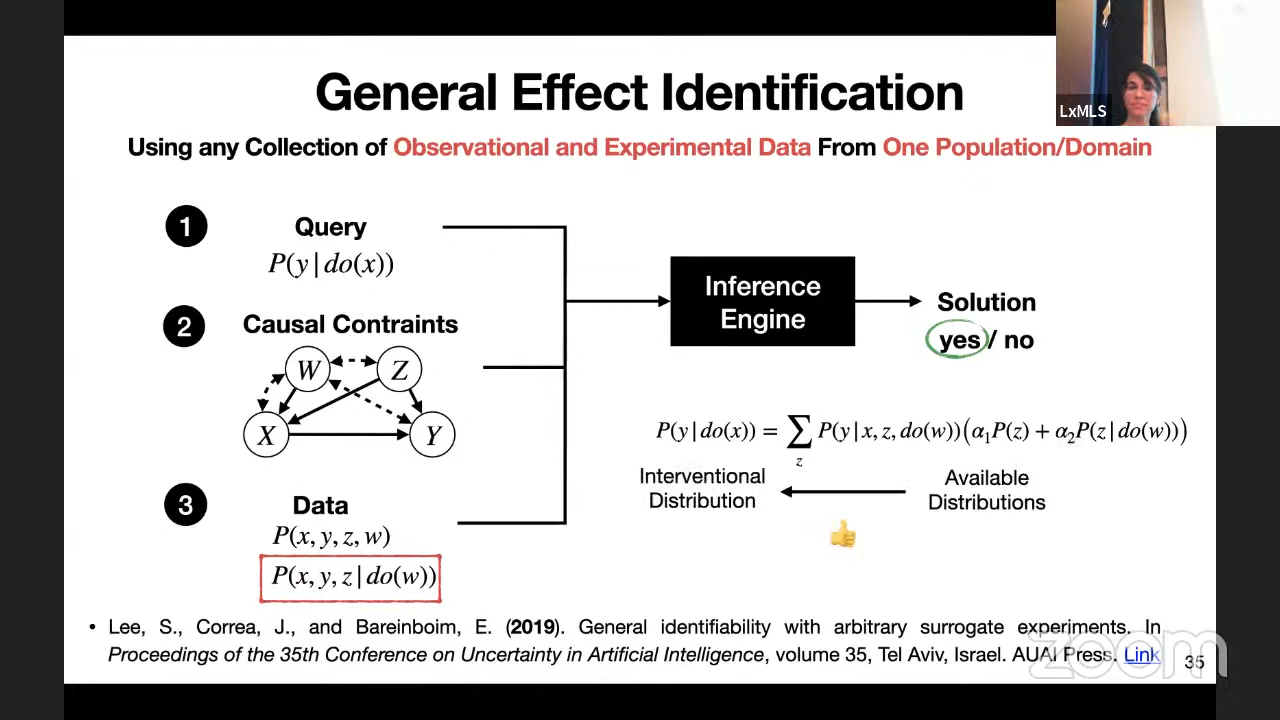 General Effect Identification
LxMLS
Using any Collection of Observational and Experimental Data From One Population/Domain
1
Query
P(y | do(x))
2
Causal Contraints
W
Z
X
Y
3
Data
P(x, y, z, w)
P(x, y, z | do(w))
Inference
Engine
Solution
yes / no
P(y | do(x)) = ∑ P(y | x, z, do(w)) (α₁P(z) + α₂P(z | do(w)))
z
Interventional
Distribution
Available
Distributions
• Lee, S., Correa, J., and Bareinboim, E. (2019). General identifiability with arbitrary surrogate experiments. In
Proceedings of the 35th Conference on Uncertainty in Artificial Intelligence, volume 35, Tel Aviv, Israel. AUAI Press. Link
zoom
35